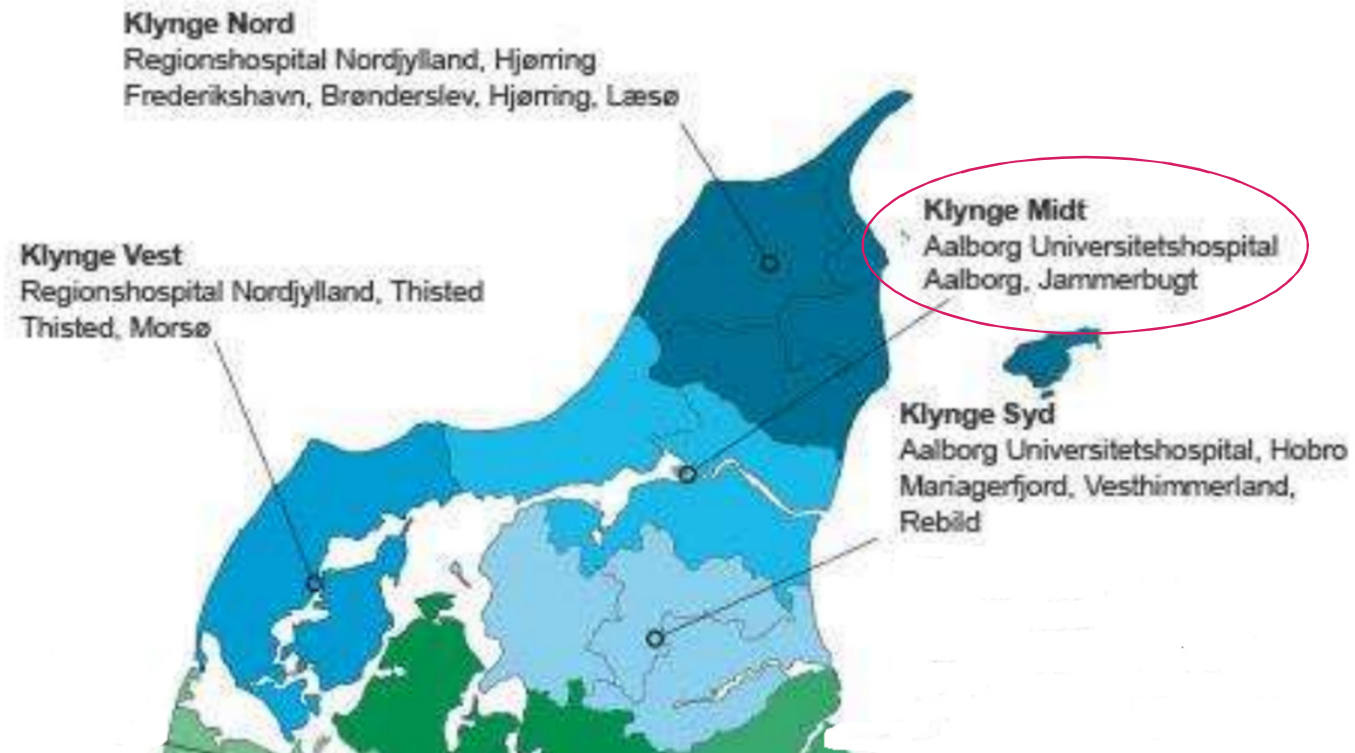 Klynge Nord
Regionshospital Nordjylland, Hjørring
Frederikshavn, Brønderslev, Hjørring, Læsø
Klynge Midt
Aalborg Universitetshospital
Aalborg, Jammerbugt
Klynge Vest
Regionshospital Nordjylland, Thisted
Thisted, Morsø
Klynge Syd
Aalborg Universitetshospital, Hobro
Mariagerfjord, Vesthimmerland,
Rebild